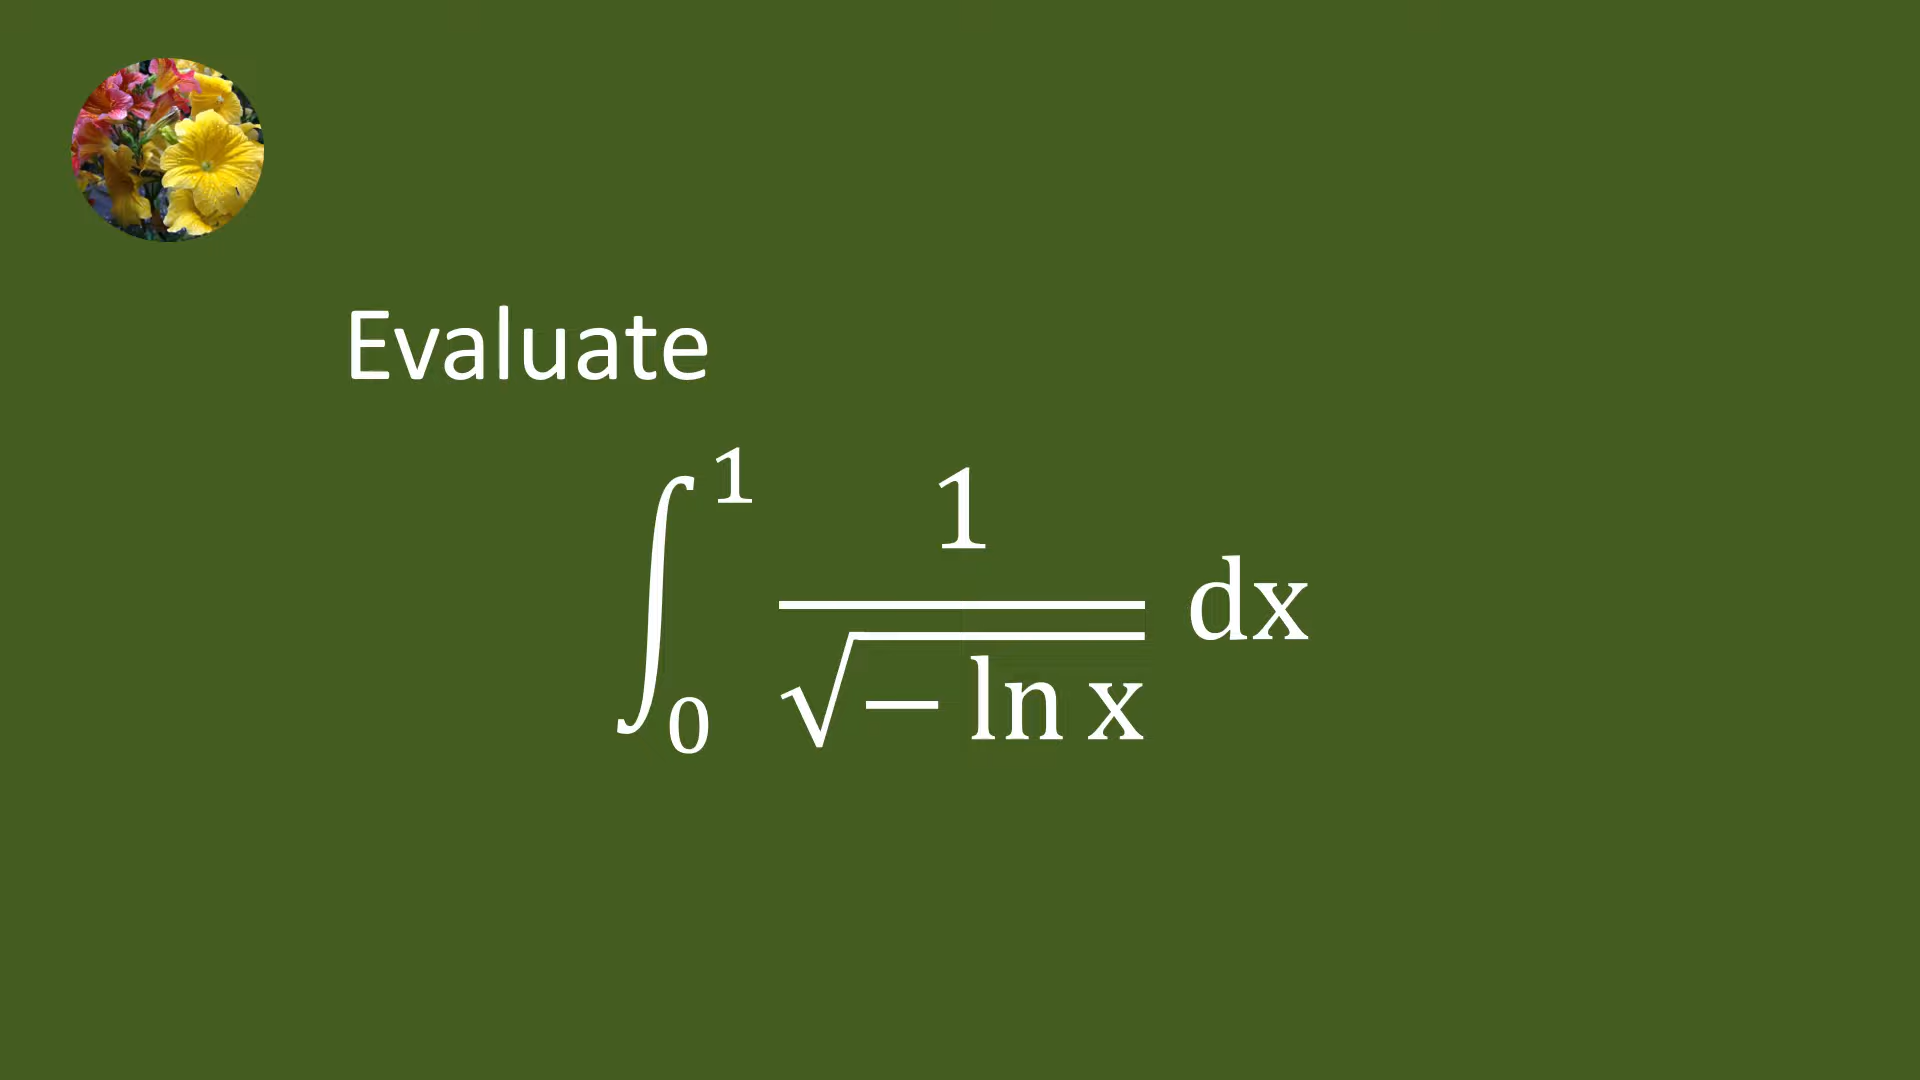 Evaluate
∫₀¹ 1/√(− ln x) dx